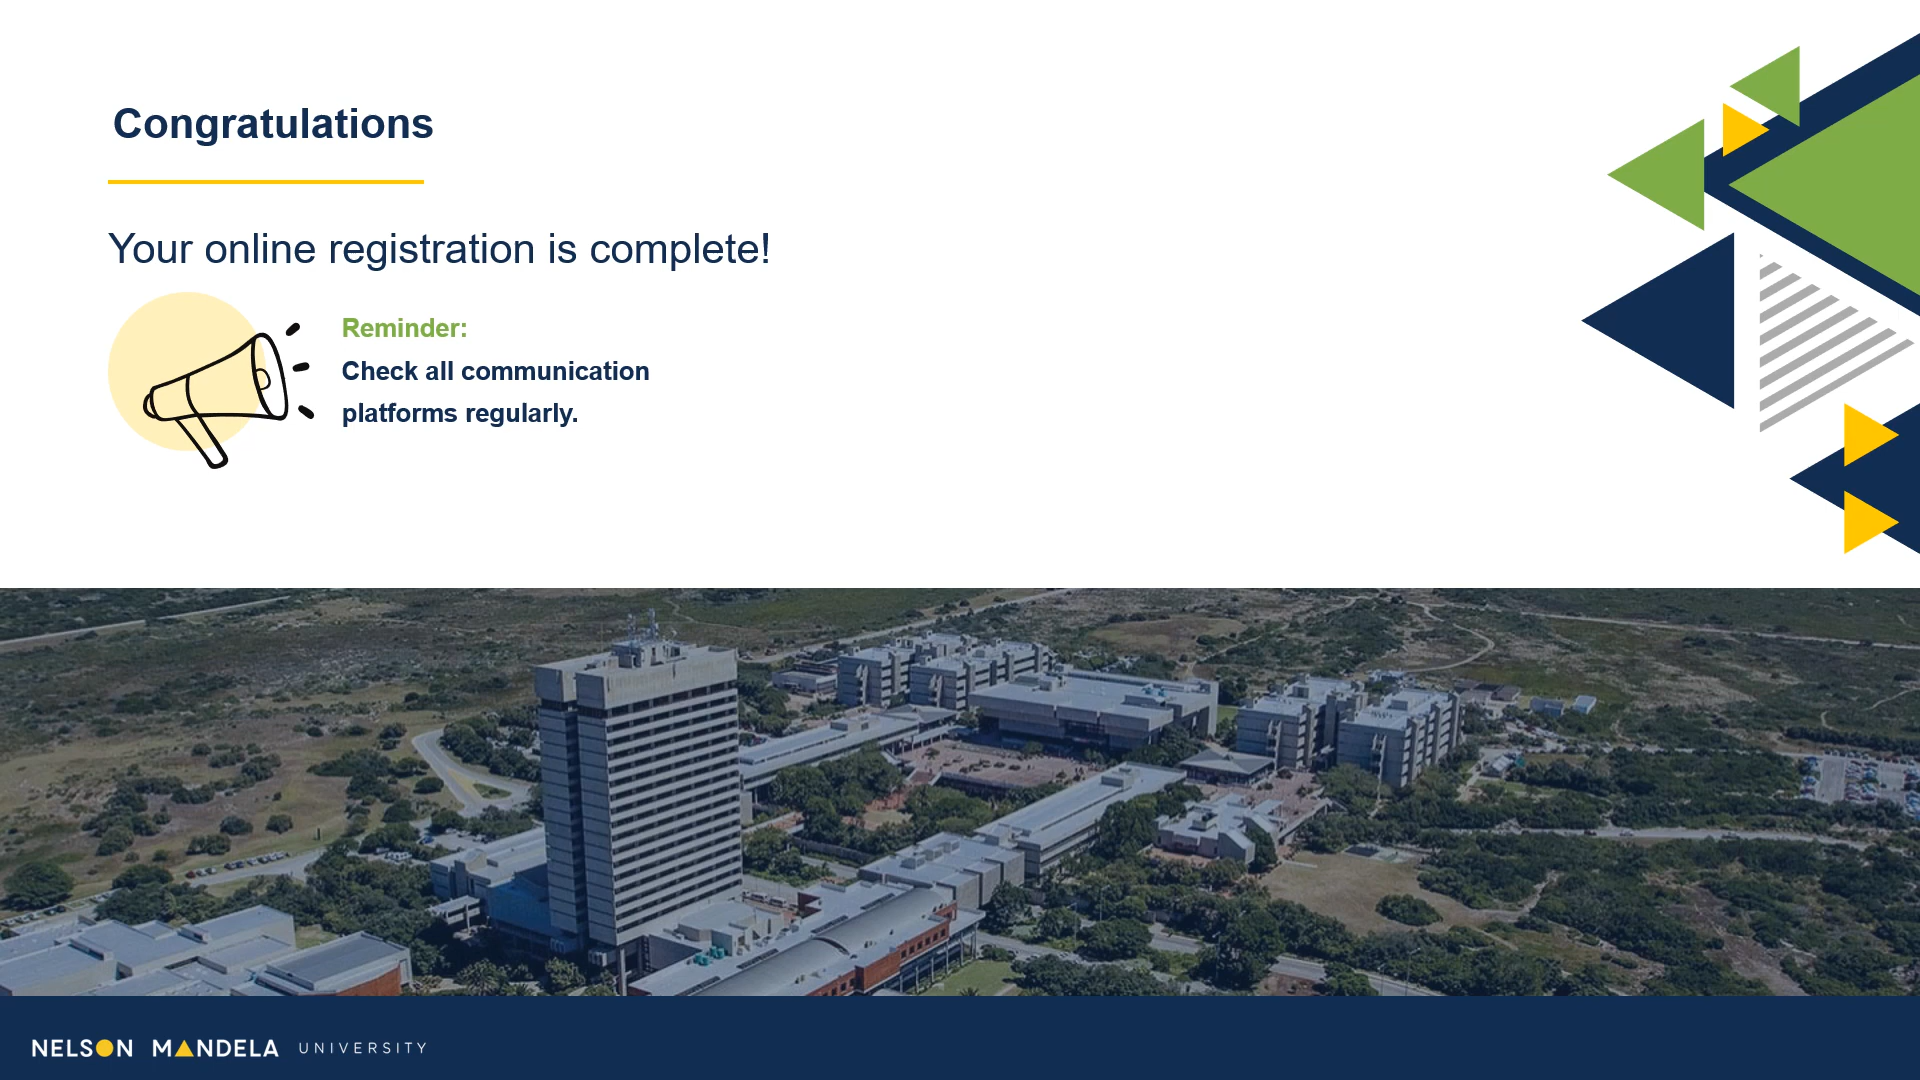 Congratulations
Your online registration is complete!
Reminder:
Check all communication
platforms regularly.
NELSON MANDELA UNIVERSITY